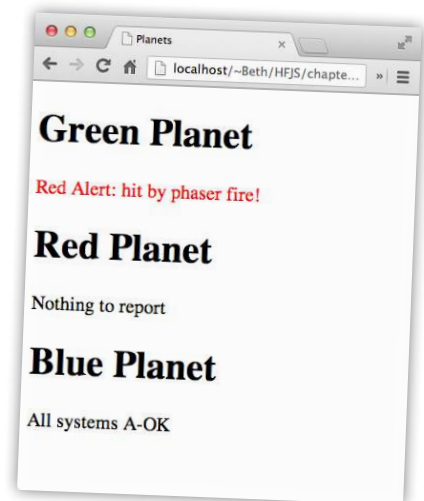 Planets
localhost/~Beth/HFJS/chapte...
Green Planet
Red Alert: hit by phaser fire!
Red Planet
Nothing to report
Blue Planet
All systems A-OK